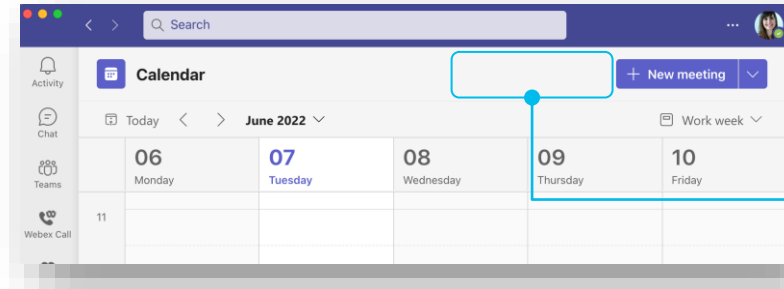 Search
Activity
Calendar
New meeting
Chat
Today
June 2022
Work week
Teams
06
Monday
07
Tuesday
08
Wednesday
09
Thursday
10
Friday
Webex Call
11